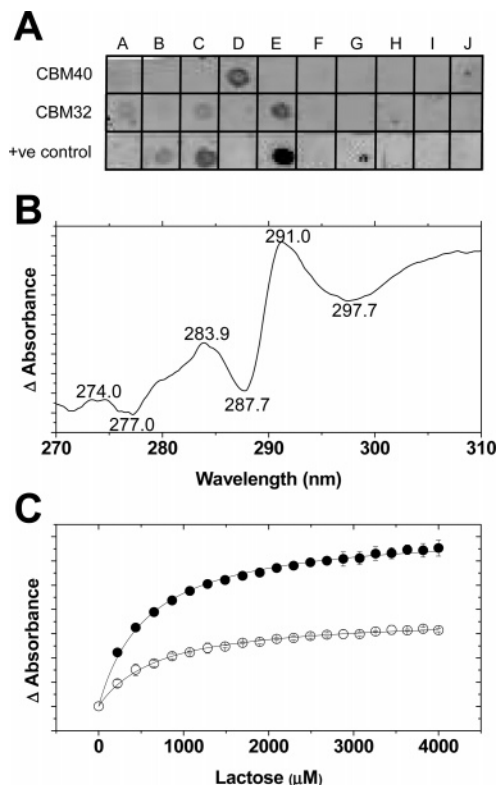 A
A B C D E F G H I J
CBM40
CBM32
+ve control
B
Δ Absorbance
291.0
283.9
297.7
274.0
287.7
277.0
270 280 290 300 310
Wavelength (nm)
C
Δ Absorbance
0 1000 2000 3000 4000
Lactose (μM)